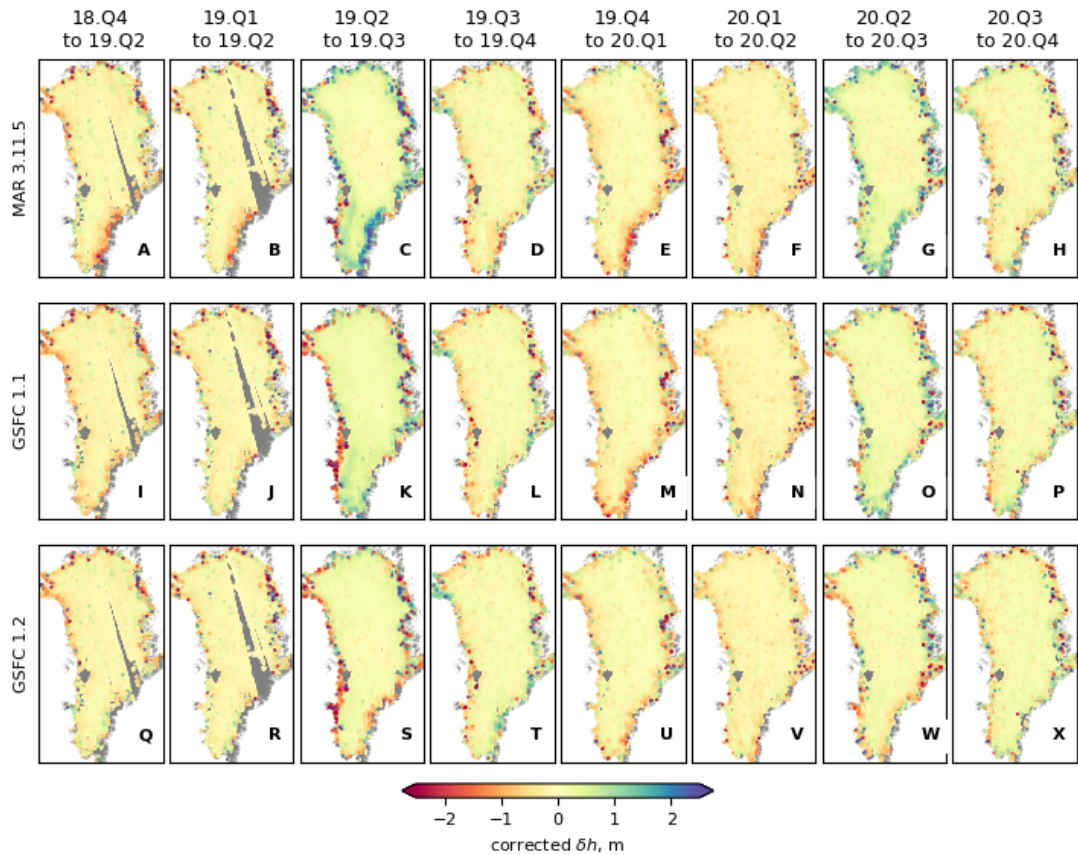 18.Q4
to 19.Q2
19.Q1
to 19.Q2
19.Q2
to 19.Q3
19.Q3
to 19.Q4
19.Q4
to 20.Q1
20.Q1
to 20.Q2
20.Q2
to 20.Q3
20.Q3
to 20.Q4
MAR 3.11.5
A
B
C
D
E
F
G
H
GSFC 1.1
I
J
K
L
M
N
O
P
GSFC 1.2
Q
R
S
T
U
V
W
X
−2
−1
0
1
2
corrected δh, m